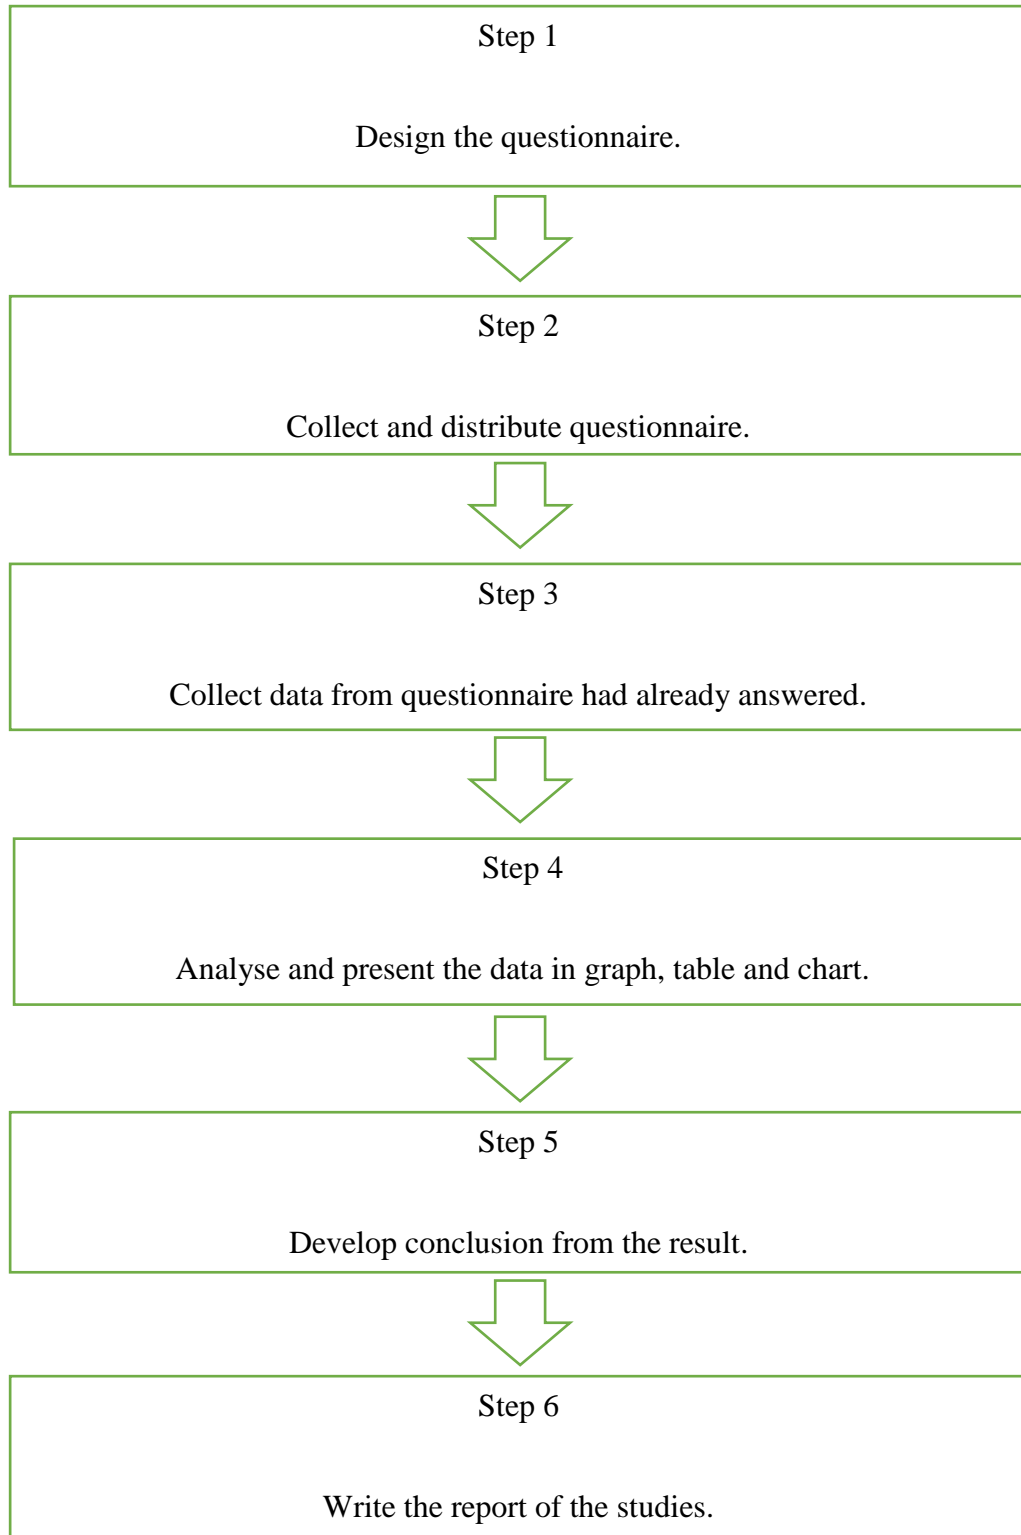 Step 1
Design the questionnaire.
Step 2
Collect and distribute questionnaire.
Step 3
Collect data from questionnaire had already answered.
Step 4
Analyse and present the data in graph, table and chart.
Step 5
Develop conclusion from the result.
Step 6
Write the report of the studies.